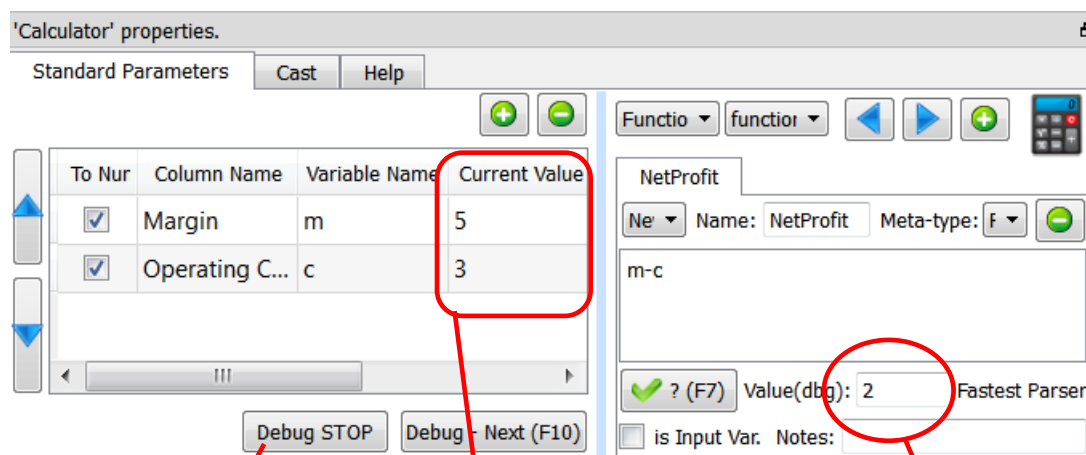 'Calculator' properties.
Standard Parameters Cast Help
Functio function
To Nur Column Name Variable Name Current Value
Margin m 5
Operating C... c 3
NetProfit
Ne Name: NetProfit Meta-type: F
m-c
? (F7) Value(dbg): 2 Fastest Parser
Debug STOP Debug - Next (F10)
is Input Var. Notes: